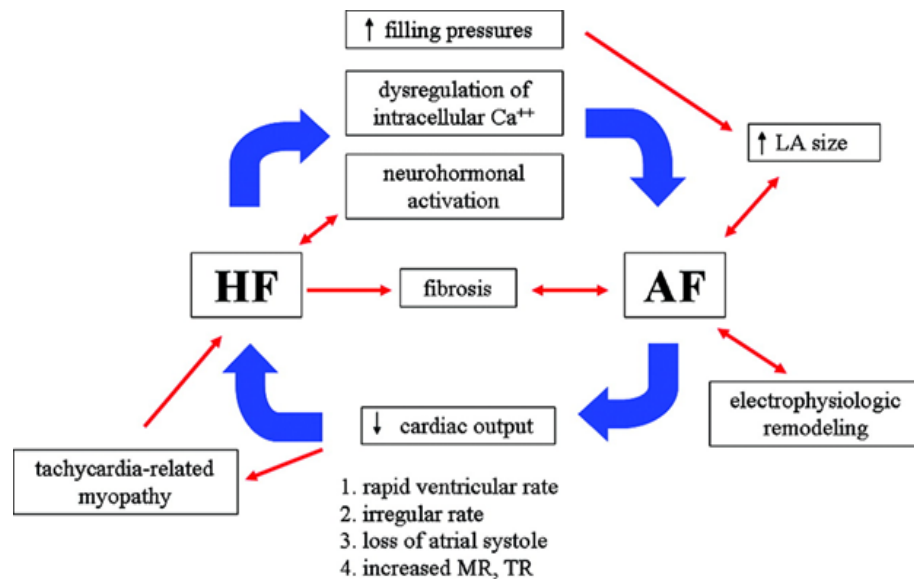 ↑ filling pressures
dysregulation of
intracellular Ca⁺⁺
↑ LA size
neurohormonal
activation
HF
fibrosis
AF
↓ cardiac output
electrophysiologic
remodeling
tachycardia-related
myopathy
1. rapid ventricular rate
2. irregular rate
3. loss of atrial systole
4. increased MR, TR